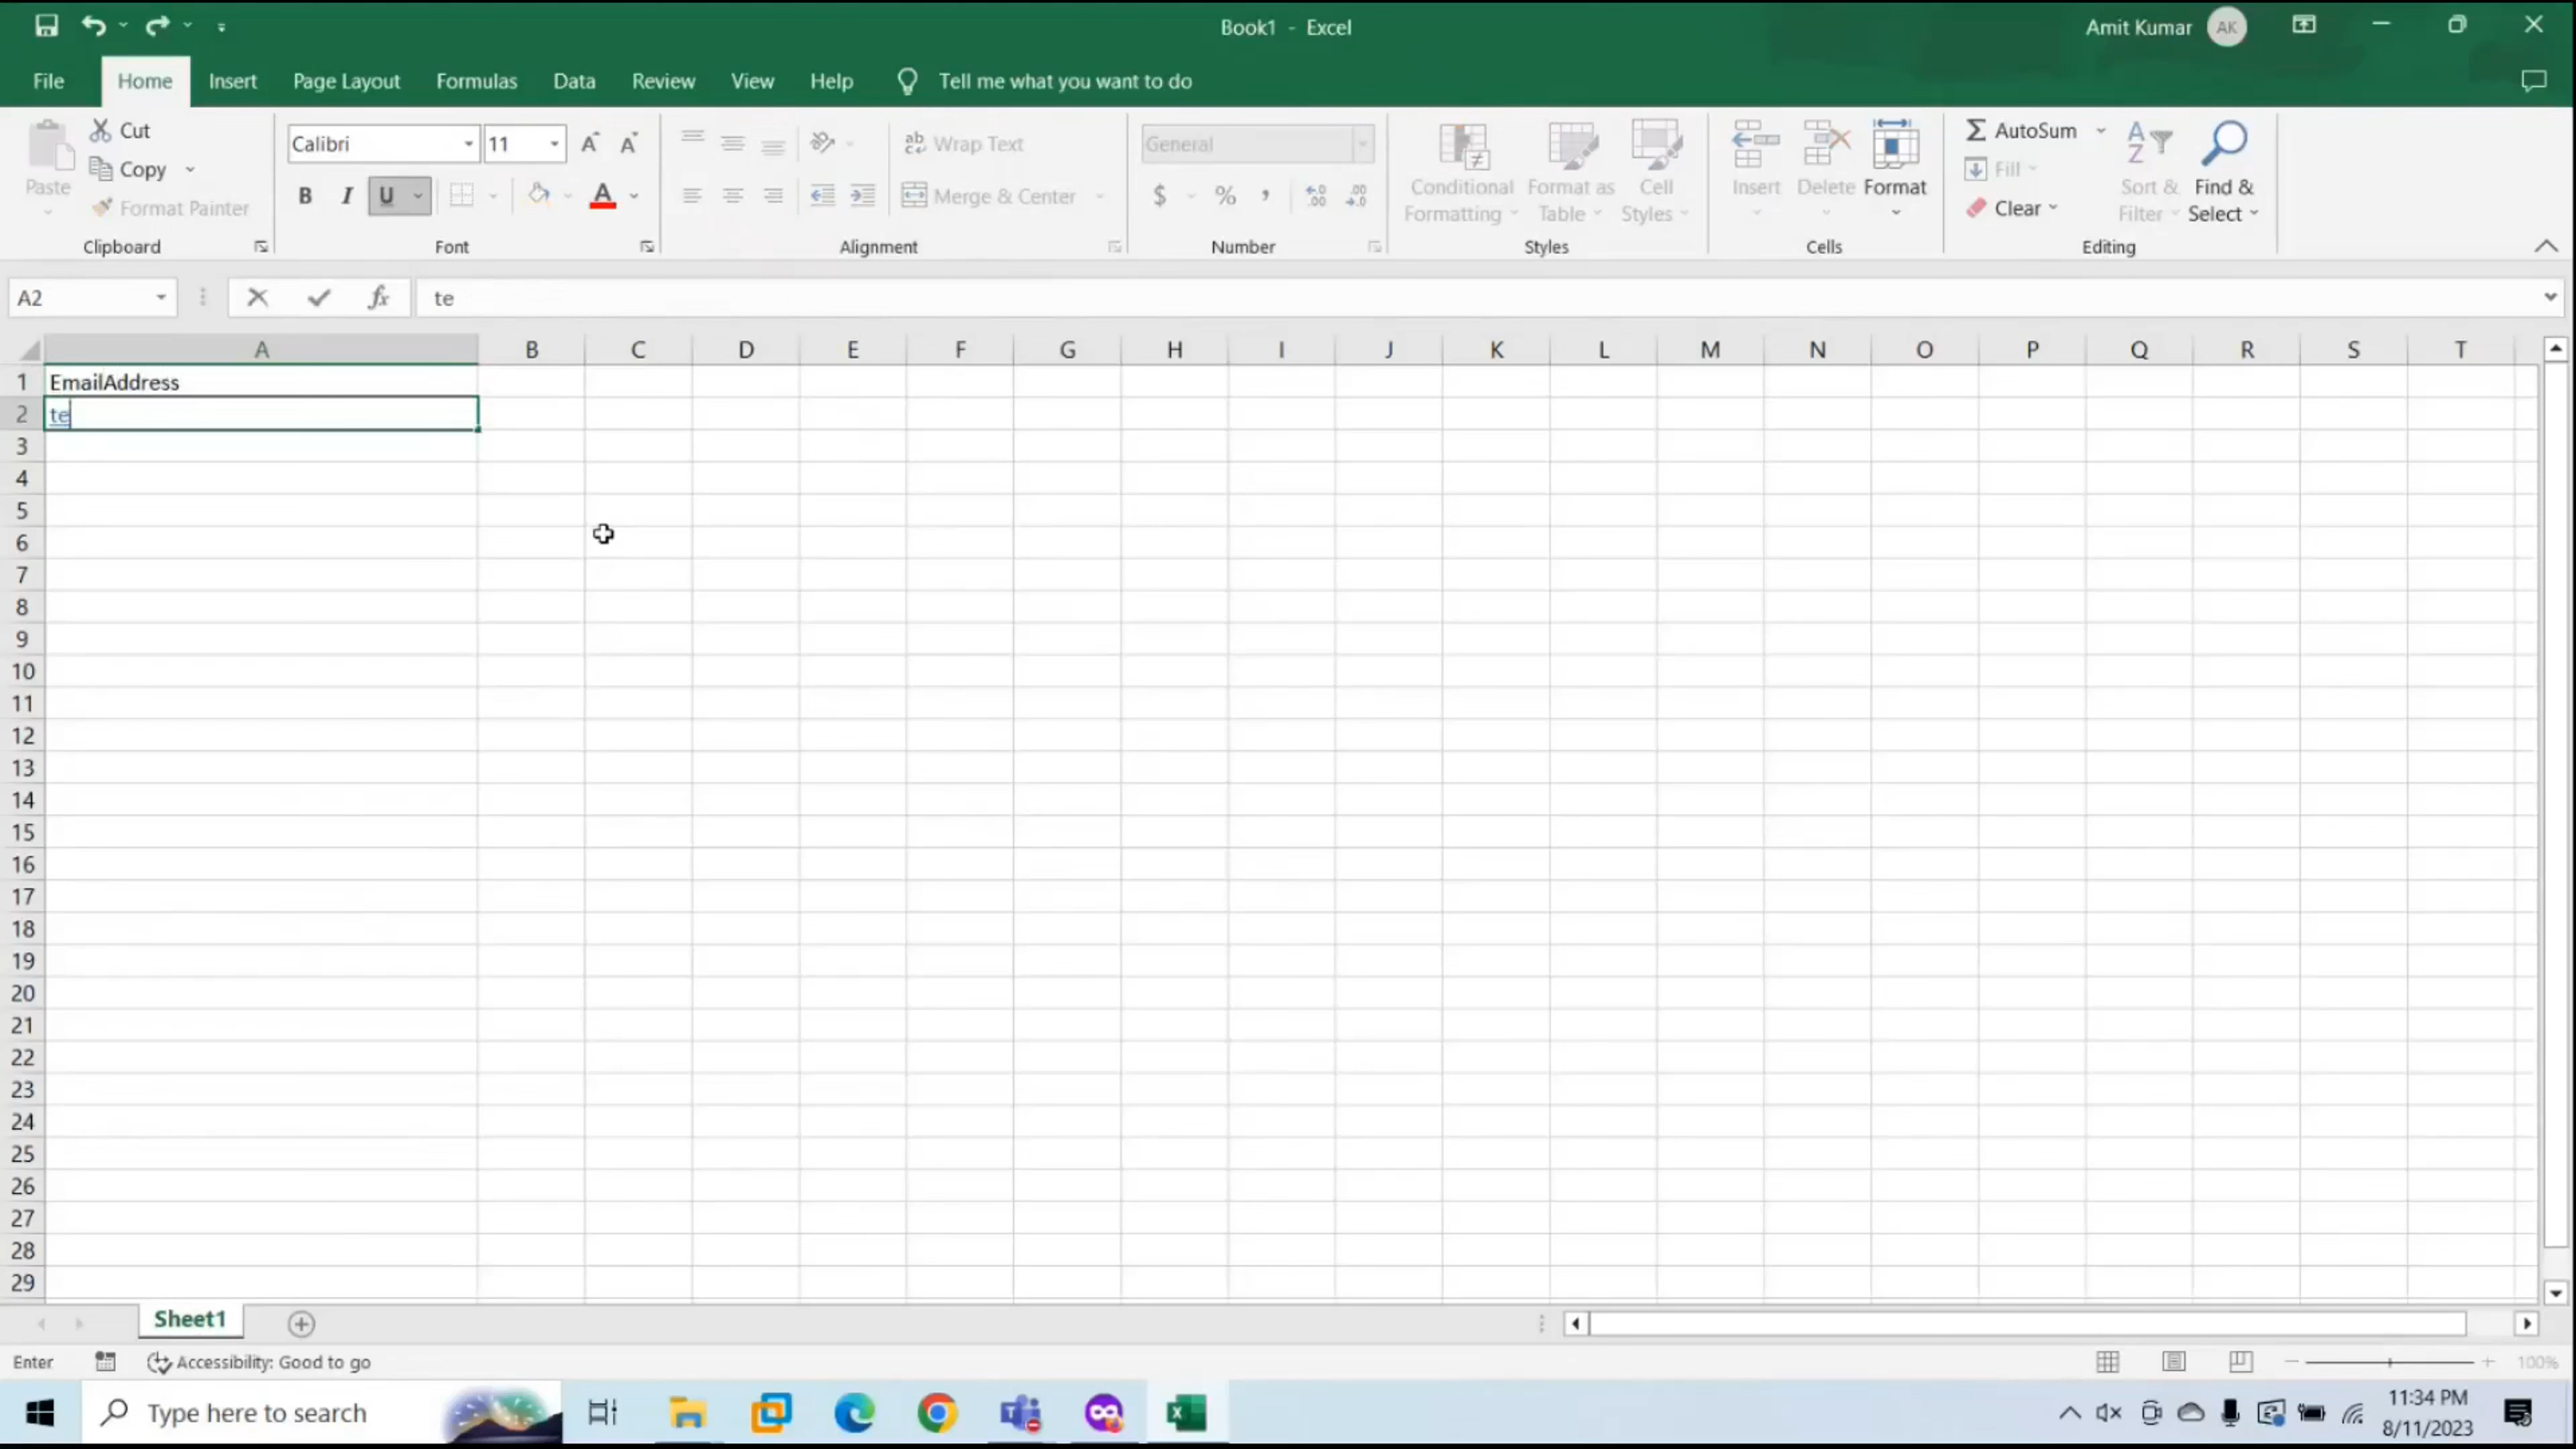 Book1 - Excel
Amit Kumar AK
File Home Insert Page Layout Formulas Data Review View Help Tell me what you want to do
Paste
Cut
Copy
Format Painter
Clipboard
Calibri 11 A A
B I U A
Font
Wrap Text
Merge & Center
Alignment
General
$ % ,
Number
Conditional Formatting
Format as Table
Cell Styles
Styles
Insert
Delete
Format
Cells
AutoSum
Fill
Clear
Sort & Filter
Find & Select
Editing
A2 fx te
A B C D E F G H I J K L M N O P Q R S T
1 EmailAddress
2 te
3
4
5
6
7
8
9
10
11
12
13
14
15
16
17
18
19
20
21
22
23
24
25
26
27
28
29
Sheet1
Enter Accessibility: Good to go 100%
Type here to search
11:34 PM
8/11/2023